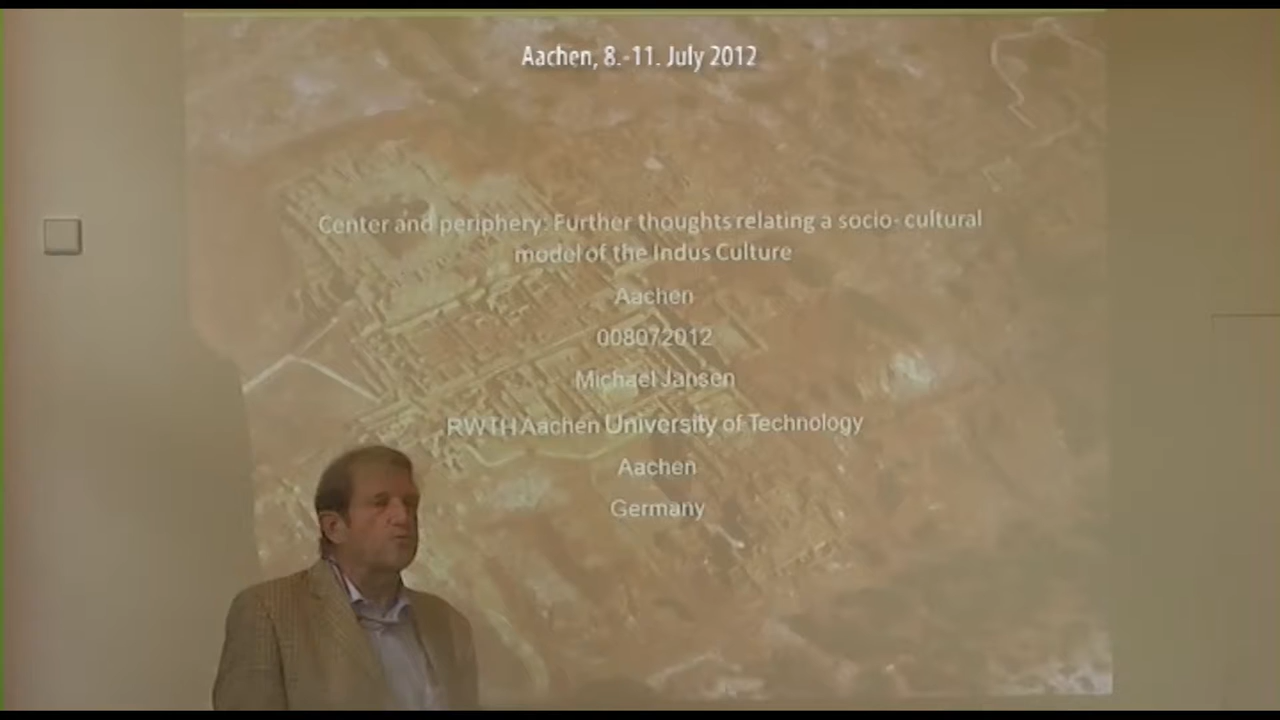 Aachen, 8.-11. July 2012
Center and periphery: Further thoughts relating a socio- cultural
model of the Indus Culture
Aachen
008072012
Michael Jansen
RWTH Aachen University of Technology
Aachen
Germany